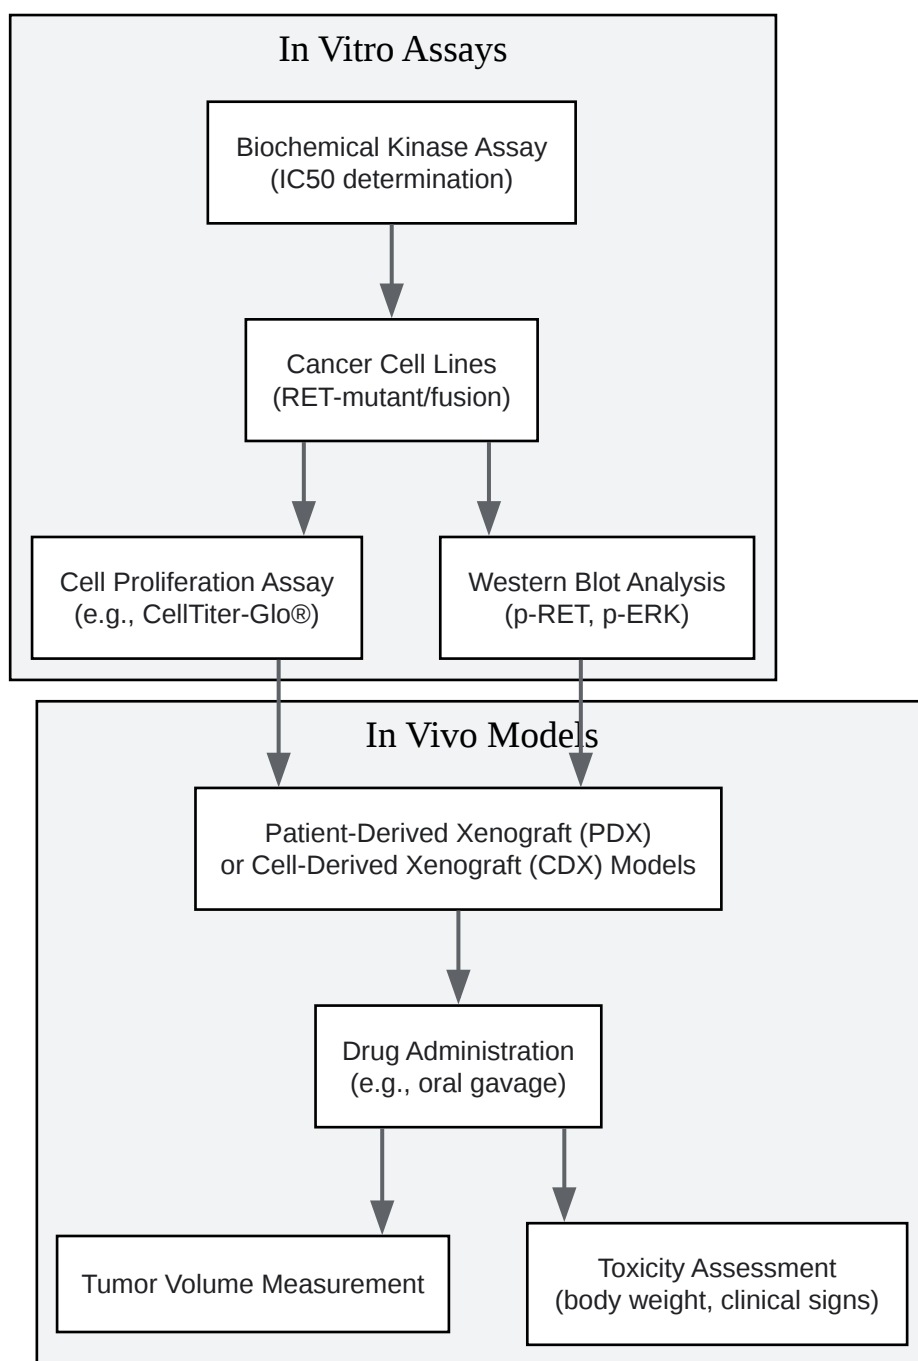 In Vitro Assays
Biochemical Kinase Assay
(IC50 determination)
Cancer Cell Lines
(RET-mutant/fusion)
Cell Proliferation Assay
(e.g., CellTiter-Glo®)
Western Blot Analysis
(p-RET, p-ERK)
In Vivo Models
Patient-Derived Xenograft (PDX)
or Cell-Derived Xenograft (CDX) Models
Drug Administration
(e.g., oral gavage)
Tumor Volume Measurement
Toxicity Assessment
(body weight, clinical signs)